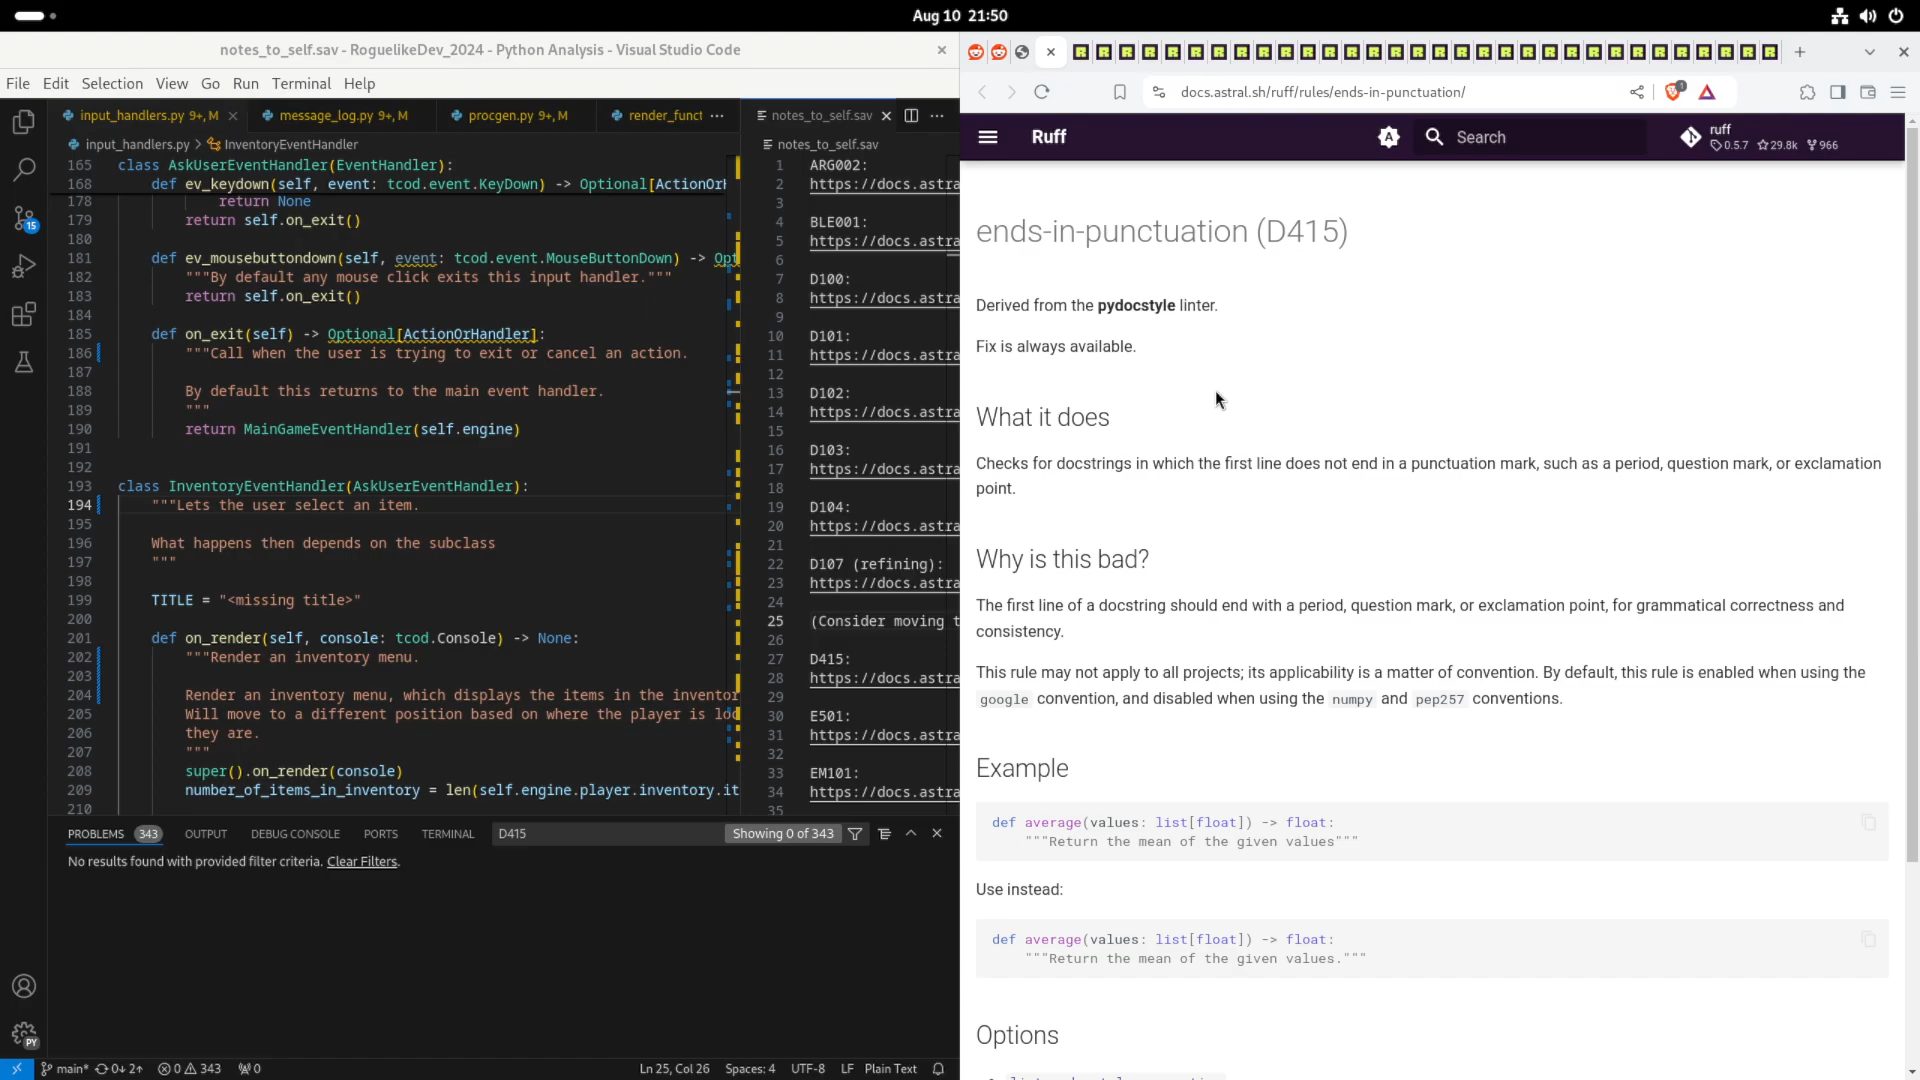 Aug 10 21:50
notes_to_self.sav - RoguelikeDev_2024 - Python Analysis - Visual Studio Code
File Edit Selection View Go Run Terminal Help
input_handlers.py 9+, M
message_log.py 9+, M
procgen.py 9+, M
render_funct
input_handlers.py > InventoryEventHandler
165 class AskUserEventHandler(EventHandler):
168 def ev_keydown(self, event: tcod.event.KeyDown) -> Optional[ActionOrH
178 return None
179 return self.on_exit()
180
181 def ev_mousebuttondown(self, event: tcod.event.MouseButtonDown) -> Opt
182 """By default any mouse click exits this input handler."""
183 return self.on_exit()
184
185 def on_exit(self) -> Optional[ActionOrHandler]:
186 """Call when the user is trying to exit or cancel an action.
187
188 By default this returns to the main event handler.
189 """
190 return MainGameEventHandler(self.engine)
191
192
193 class InventoryEventHandler(AskUserEventHandler):
194 """Lets the user select an item.
195
196 What happens then depends on the subclass
197 """
198
199 TITLE = "<missing title>"
200
201 def on_render(self, console: tcod.Console) -> None:
202 """Render an inventory menu.
203
204 Render an inventory menu, which displays the items in the inventor
205 Will move to a different position based on where the player is loc
206 they are.
207 """
208 super().on_render(console)
209 number_of_items_in_inventory = len(self.engine.player.inventory.it
210
notes_to_self.sav
notes_to_self.sav
1 ARG002:
2 https://docs.astra
3
4 BLE001:
5 https://docs.astra
6
7 D100:
8 https://docs.astra
9
10 D101:
11 https://docs.astra
12
13 D102:
14 https://docs.astra
15
16 D103:
17 https://docs.astra
18
19 D104:
20 https://docs.astra
21
22 D107 (refining):
23 https://docs.astra
24
25 (Consider moving t
26
27 D415:
28 https://docs.astra
29
30 E501:
31 https://docs.astra
32
33 EM101:
34 https://docs.astra
35
PROBLEMS 343 OUTPUT DEBUG CONSOLE PORTS TERMINAL D415 Showing 0 of 343
No results found with provided filter criteria. Clear Filters.
15
PY
main* 0↓ 2↑ 0 343 0 Ln 25, Col 26 Spaces: 4 UTF-8 LF Plain Text
docs.astral.sh/ruff/rules/ends-in-punctuation/
1
Ruff
Search
ruff
0.5.7 29.8k 966
ends-in-punctuation (D415)
Derived from the pydocstyle linter.
Fix is always available.
What it does
Checks for docstrings in which the first line does not end in a punctuation mark, such as a period, question mark, or exclamation
point.
Why is this bad?
The first line of a docstring should end with a period, question mark, or exclamation point, for grammatical correctness and
consistency.
This rule may not apply to all projects; its applicability is a matter of convention. By default, this rule is enabled when using the
google convention, and disabled when using the numpy and pep257 conventions.
Example
def average(values: list[float]) -> float:
"""Return the mean of the given values"""
Use instead:
def average(values: list[float]) -> float:
"""Return the mean of the given values."""
Options